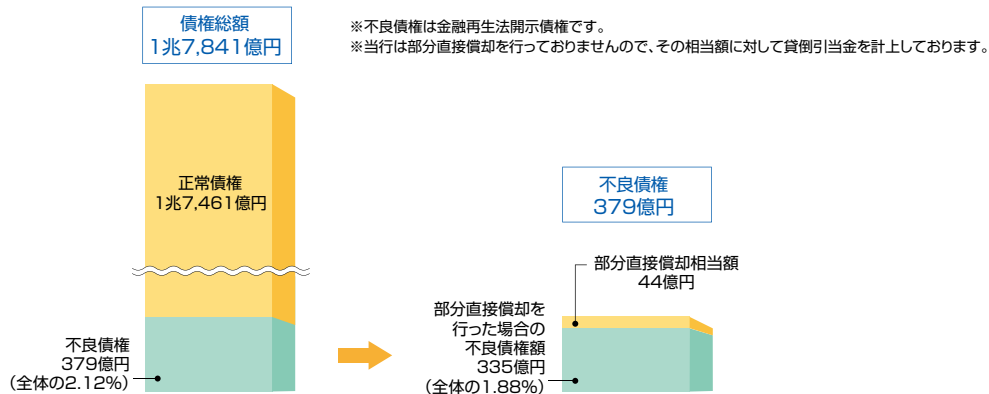 債権総額
1兆7,841億円
※不良債権は金融再生法開示債権です。
※当行は部分直接償却を行っておりませんので、その相当額に対して貸倒引当金を計上しております。
正常債権
1兆7,461億円
不良債権
379億円
(全体の2.12%)
不良債権
379億円
部分直接償却相当額
44億円
部分直接償却を
行った場合の
不良債権額
335億円
(全体の1.88%)